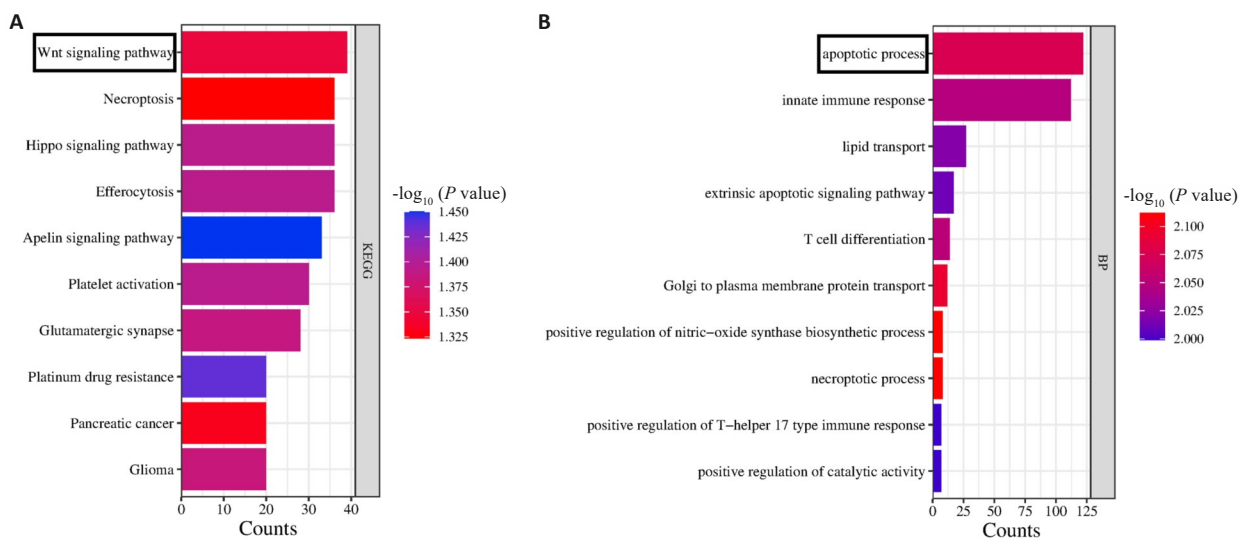 A
Wnt signaling pathway
Necroptosis
Hippo signaling pathway
Efferocytosis
Apelin signaling pathway
Platelet activation
Glutamatergic synapse
Platinum drug resistance
Pancreatic cancer
Glioma
0 10 20 30 40
Counts
KEGG
-log10 (P value)
1.450
1.425
1.400
1.375
1.350
1.325
B
apoptotic process
innate immune response
lipid transport
extrinsic apoptotic signaling pathway
T cell differentiation
Golgi to plasma membrane protein transport
positive regulation of nitric−oxide synthase biosynthetic process
necroptotic process
positive regulation of T−helper 17 type immune response
positive regulation of catalytic activity
0 25 50 75 100 125
Counts
BP
-log10 (P value)
2.100
2.075
2.050
2.025
2.000